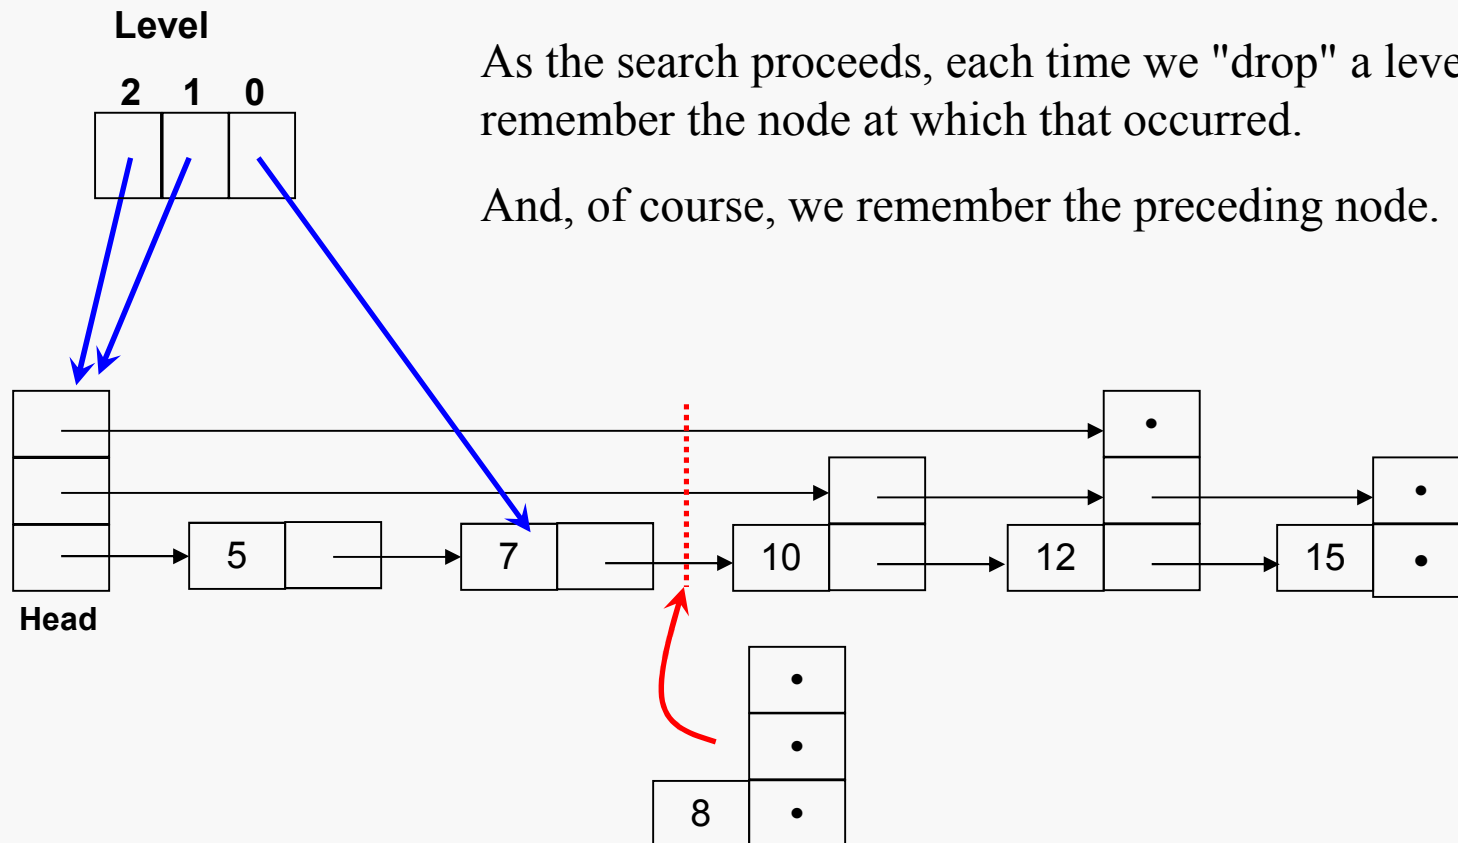 Level
2 1 0
As the search proceeds, each time we "drop" a leve
remember the node at which that occurred.
And, of course, we remember the preceding node.
5 7 10 12 15
Head
8